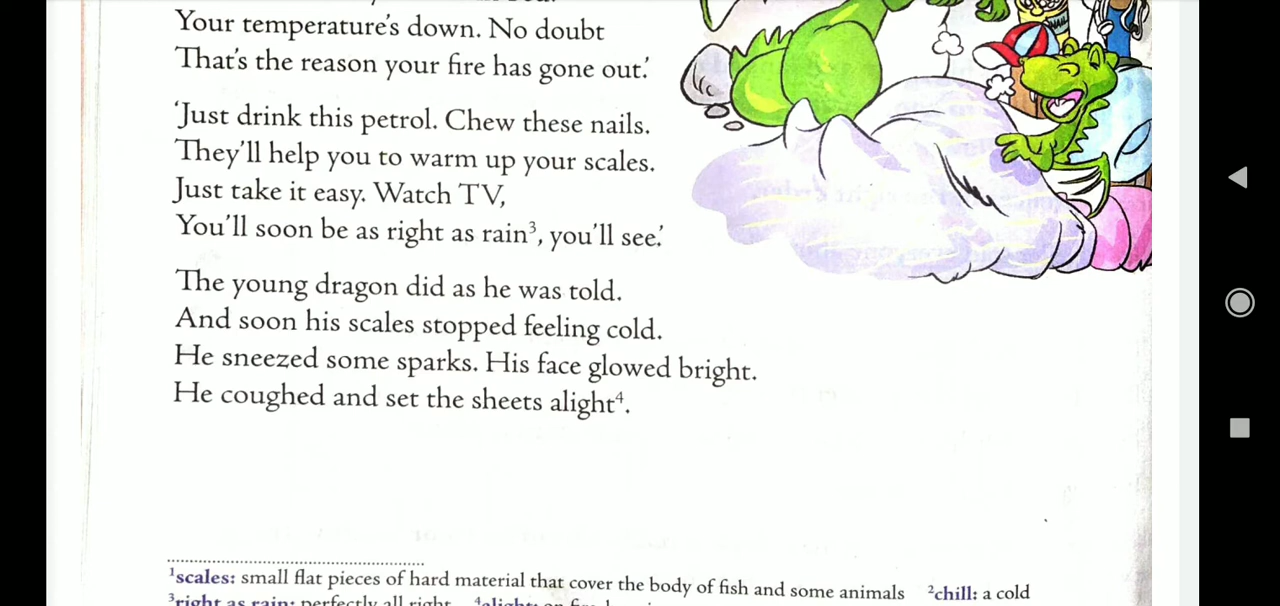 Your temperature's down. No doubt
That's the reason your fire has gone out.'
'Just drink this petrol. Chew these nails.
They'll help you to warm up your scales.
Just take it easy. Watch TV,
You'll soon be as right as rain³, you'll see.'
The young dragon did as he was told.
And soon his scales stopped feeling cold.
He sneezed some sparks. His face glowed bright.
He coughed and set the sheets alight⁴.
¹scales: small flat pieces of hard material that cover the body of fish and some animals ²chill: a cold
³right as rain: perfectly all right ⁴alight: on